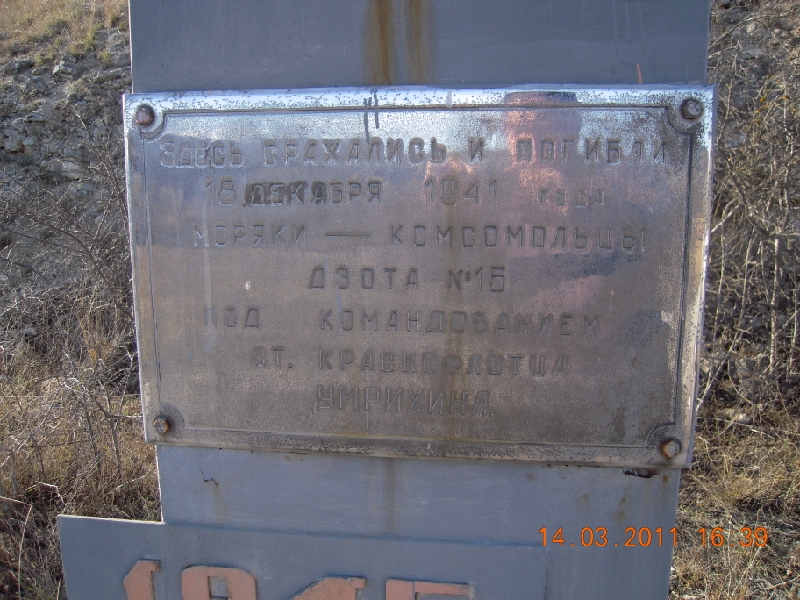 ЗДЕСЬ СРАЖАЛИСЬ И ПОГИБЛИ
18 ДЕКАБРЯ 1941 ГОДА
МОРЯКИ — КОМСОМОЛЬЦЫ
ДЗОТА №15
ПОД КОМАНДОВАНИЕМ
СТ. КРАСНОФЛОТЦА
УМРИХИНА
14.03.2011 16:39